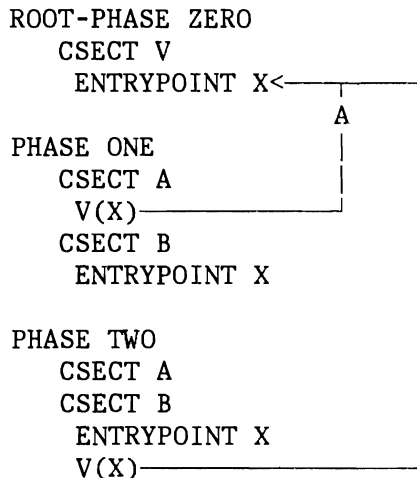 ROOT-PHASE ZERO
CSECT V
ENTRYPOINT X<
A
PHASE ONE
CSECT A
V(X)
CSECT B
ENTRYPOINT X
PHASE TWO
CSECT A
CSECT B
ENTRYPOINT X
V(X)